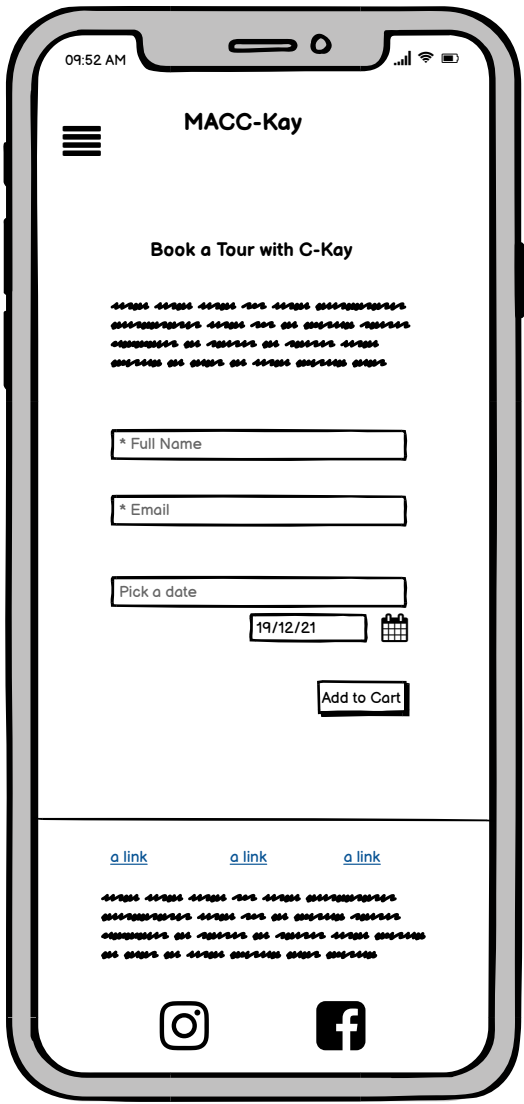 09:52 AM
MACC-Kay
Book a Tour with C-Kay
* Full Name
* Email
Pick a date
19/12/21
Add to Cart
a link a link a link